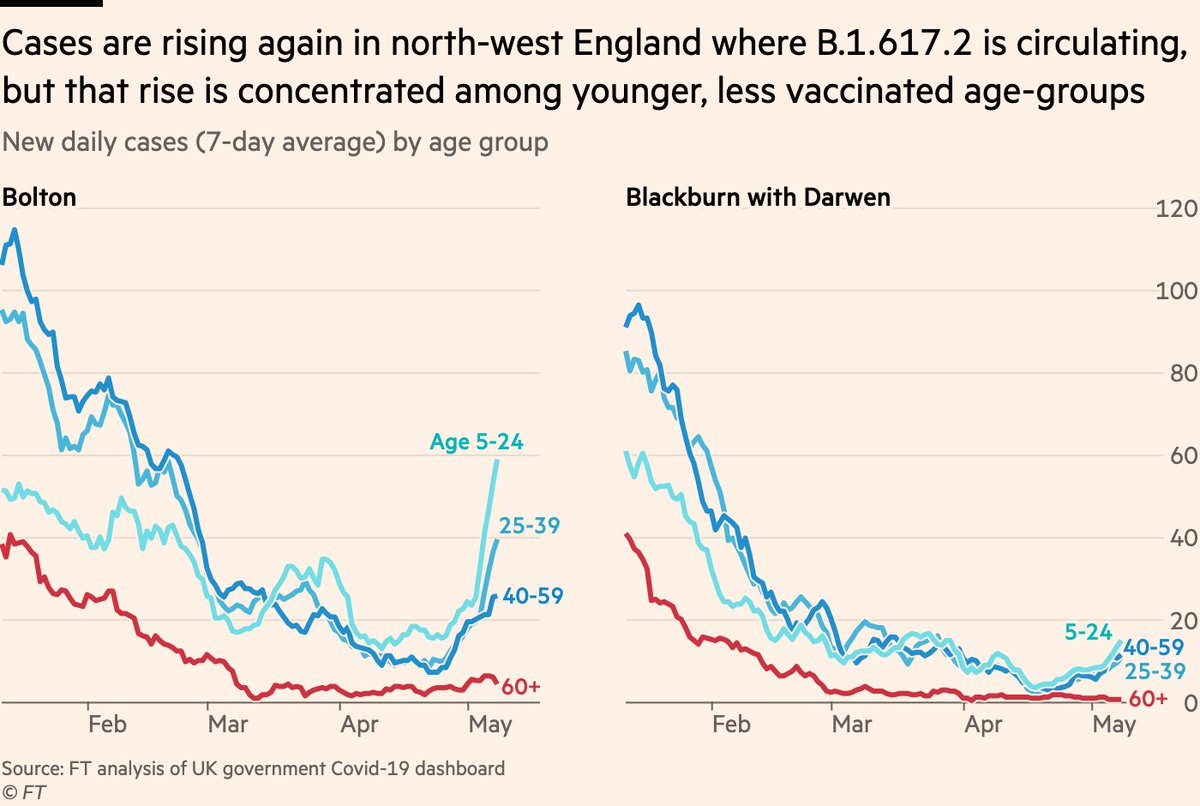 Cases are rising again in north-west England where B.1.617.2 is circulating,
but that rise is concentrated among younger, less vaccinated age-groups
New daily cases (7-day average) by age group
Bolton
Age 5-24
25-39
40-59
60+
Feb
Mar
Apr
May
Blackburn with Darwen
120
100
80
60
40
20
0
5-24
40-59
25-39
60+
Feb
Mar
Apr
May
Source: FT analysis of UK government Covid-19 dashboard
© FT